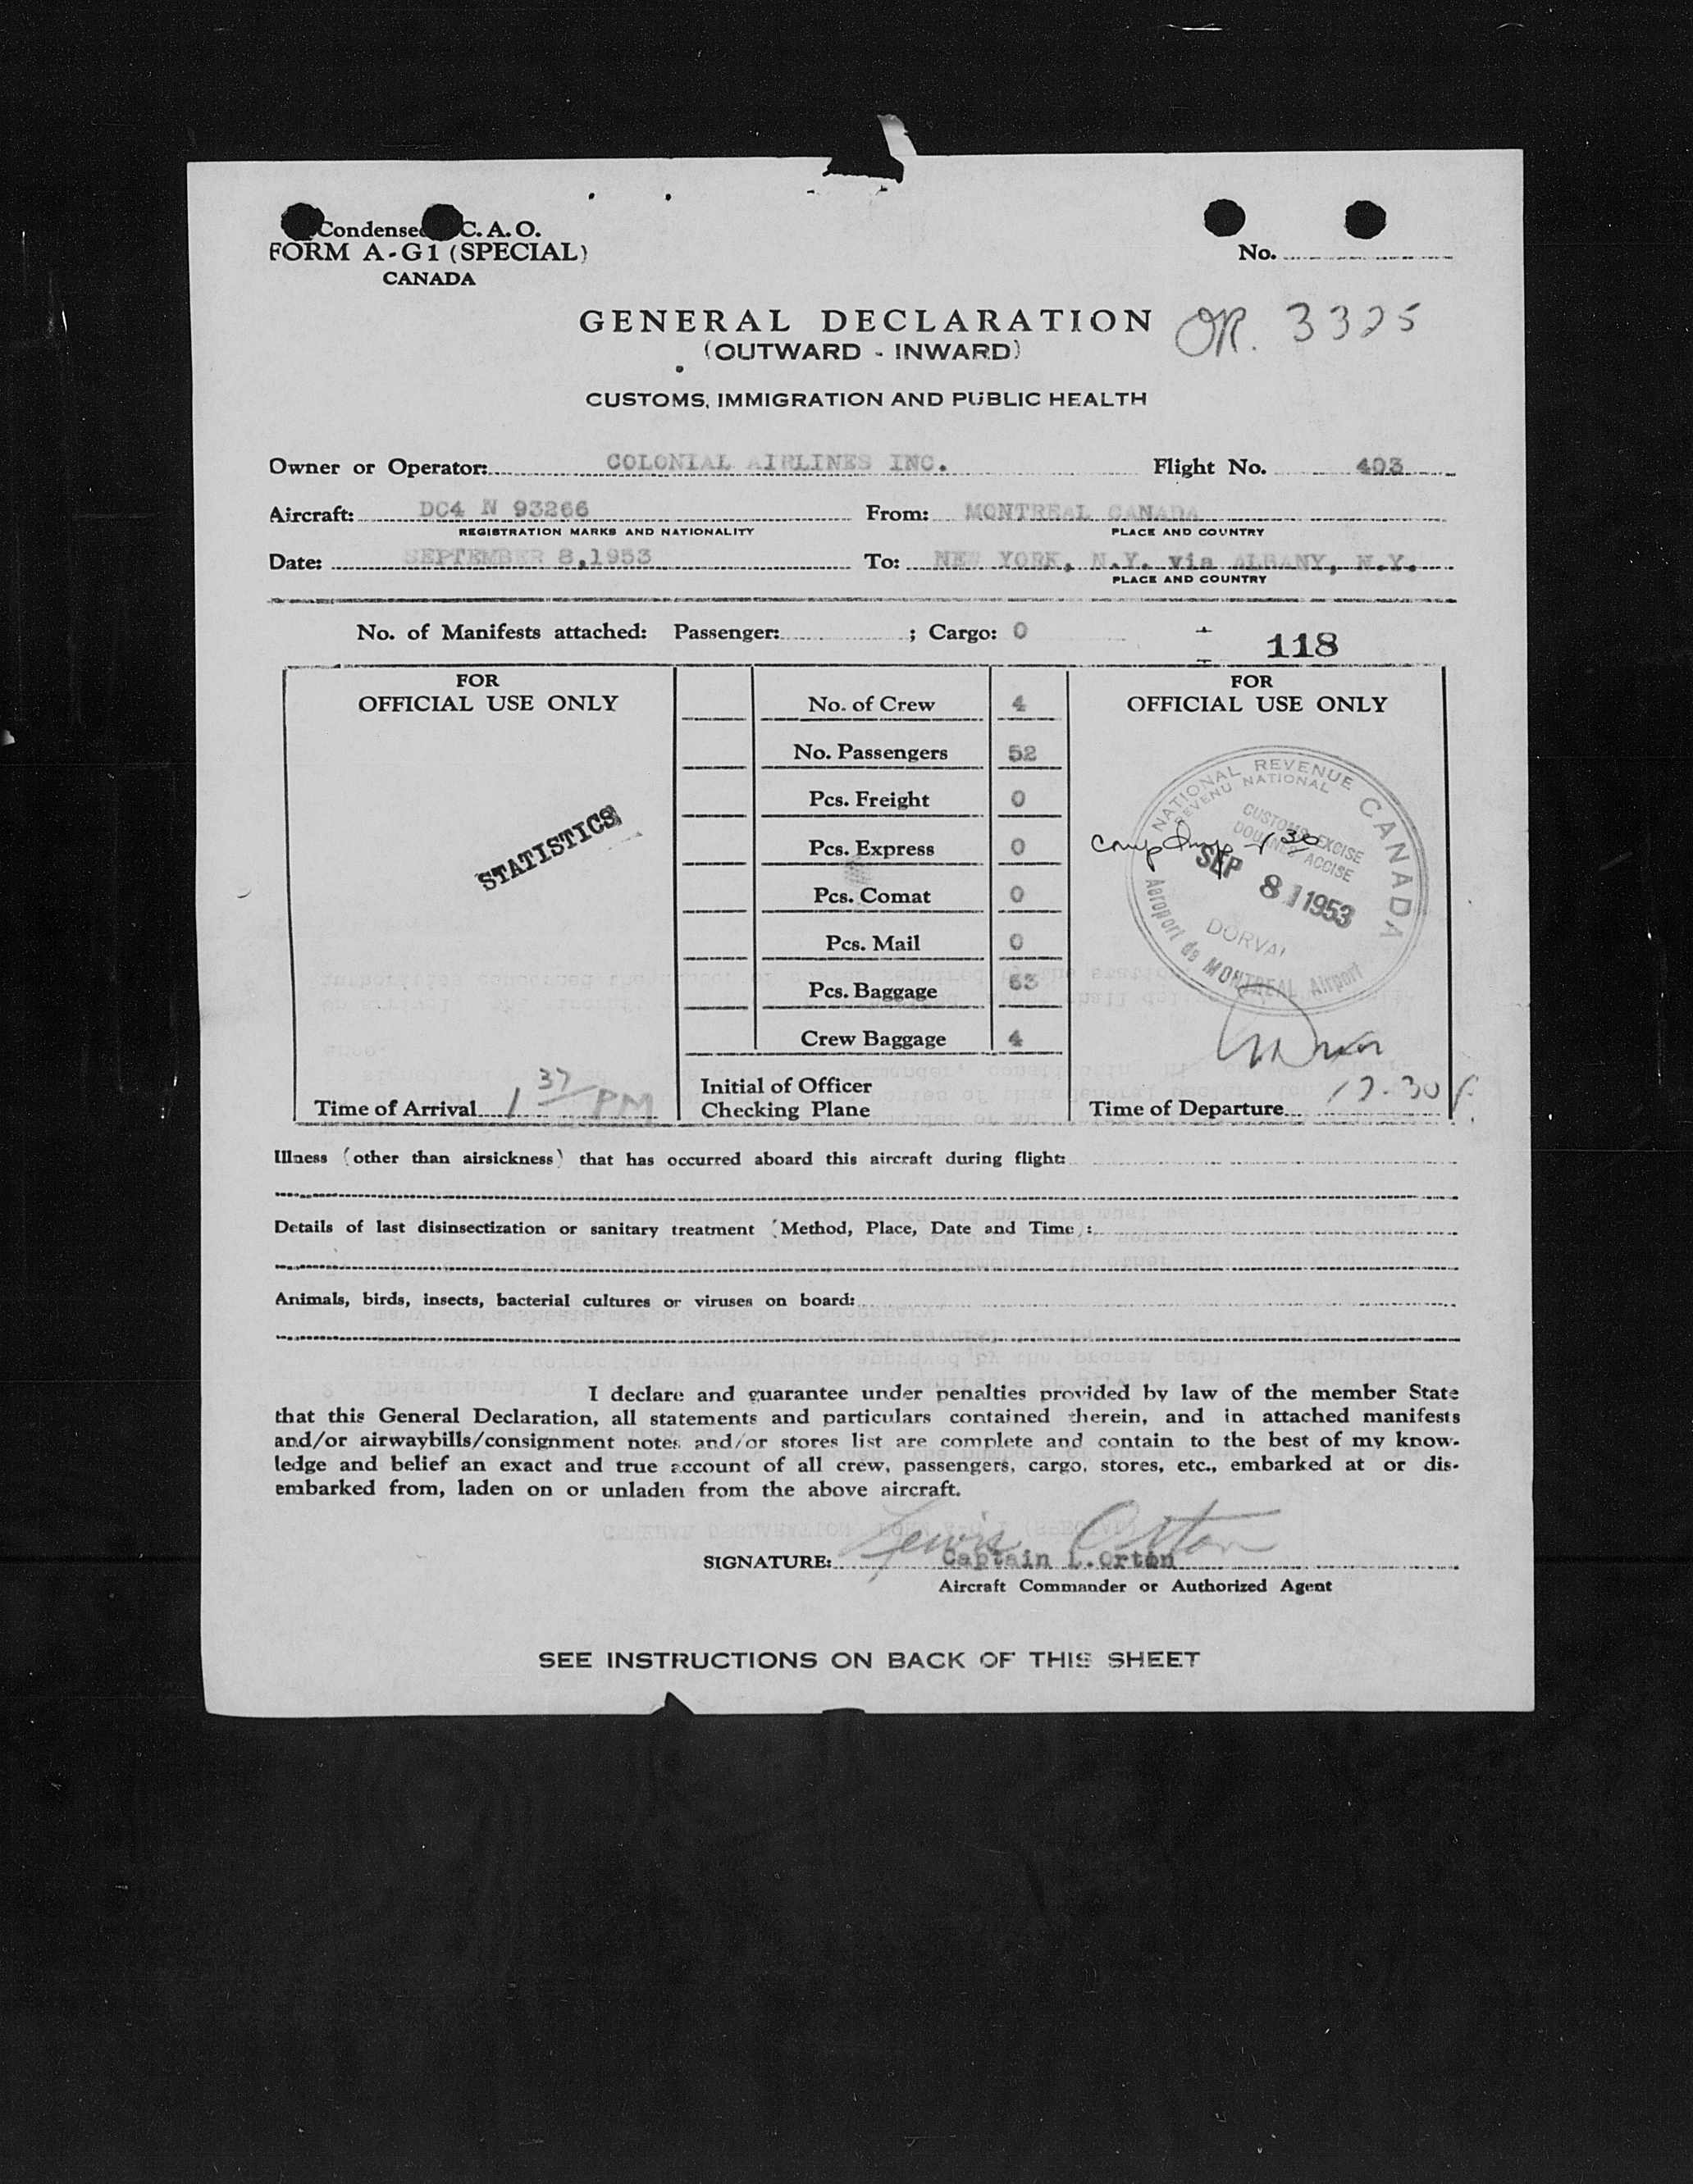 Condensed C. A. O.
FORM A-G1 (SPECIAL)
CANADA
No.
GENERAL DECLARATION
OR. 3325
(OUTWARD - INWARD)
CUSTOMS, IMMIGRATION AND PUBLIC HEALTH
Owner or Operator: COLONIAL AIRLINES INC. Flight No. 403
Aircraft: DC4 N 93266 From: MONTREAL CANADA
REGISTRATION MARKS AND NATIONALITY PLACE AND COUNTRY
Date: SEPTEMBER 8,1953 To: NEW YORK, N.Y. via ALBANY, N.Y.
PLACE AND COUNTRY
No. of Manifests attached: Passenger: ; Cargo: 0
118
FOR
OFFICIAL USE ONLY
STATISTICS
Time of Arrival 1 37 PM
No. of Crew 4
No. Passengers 52
Pcs. Freight 0
Pcs. Express 0
Pcs. Comat 0
Pcs. Mail 0
Pcs. Baggage 63
Crew Baggage 4
Initial of Officer
Checking Plane
FOR
OFFICIAL USE ONLY
NATIONAL REVENUE CANADA
REVENU NATIONAL
CUSTOMS EXCISE
DOUANES ACCISE
SEP 8 1953
DORVAL
Aeroport de MONTREAL Airport
Time of Departure
Illness (other than airsickness) that has occurred aboard this aircraft during flight:
Details of last disinsectization or sanitary treatment (Method, Place, Date and Time):
Animals, birds, insects, bacterial cultures or viruses on board:
I declare and guarantee under penalties provided by law of the member State
that this General Declaration, all statements and particulars contained therein, and in attached manifests
and/or airwaybills/consignment notes and/or stores list are complete and contain to the best of my know-
ledge and belief an exact and true account of all crew, passengers, cargo, stores, etc., embarked at or dis-
embarked from, laden on or unladen from the above aircraft.
Lewis Orton
SIGNATURE: Captain L.Orton
Aircraft Commander or Authorized Agent
SEE INSTRUCTIONS ON BACK OF THIS SHEET